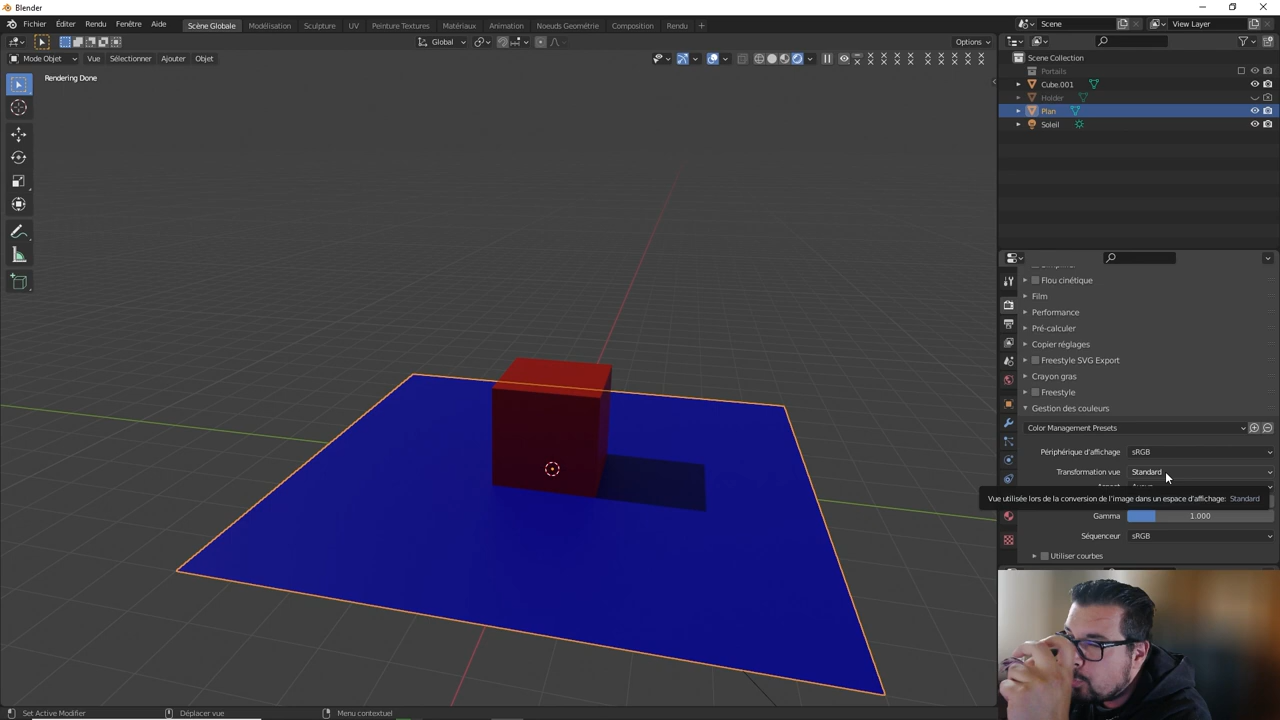 Blender
Fichier Éditer Rendu Fenêtre Aide
Scène Globale Modélisation Sculpture UV Peinture Textures Matériaux Animation Noeuds Geométrie Composition Rendu +
Scene
View Layer
Global
Options
Mode Objet Vue Sélectionner Ajouter Objet
Rendering Done
Scene Collection
Portails
Cube.001
Holder
Plan
Soleil
Flou cinétique
Film
Performance
Pré-calculer
Copier réglages
Freestyle SVG Export
Crayon gras
Freestyle
Gestion des couleurs
Color Management Presets
Périphérique d'affichage sRGB
Transformation vue Standard
Vue utilisée lors de la conversion de l'image dans un espace d'affichage: Standard
Gamma 1.000
Séquenceur sRGB
Utiliser courbes
Set Active Modifier Déplacer vue Menu contextuel